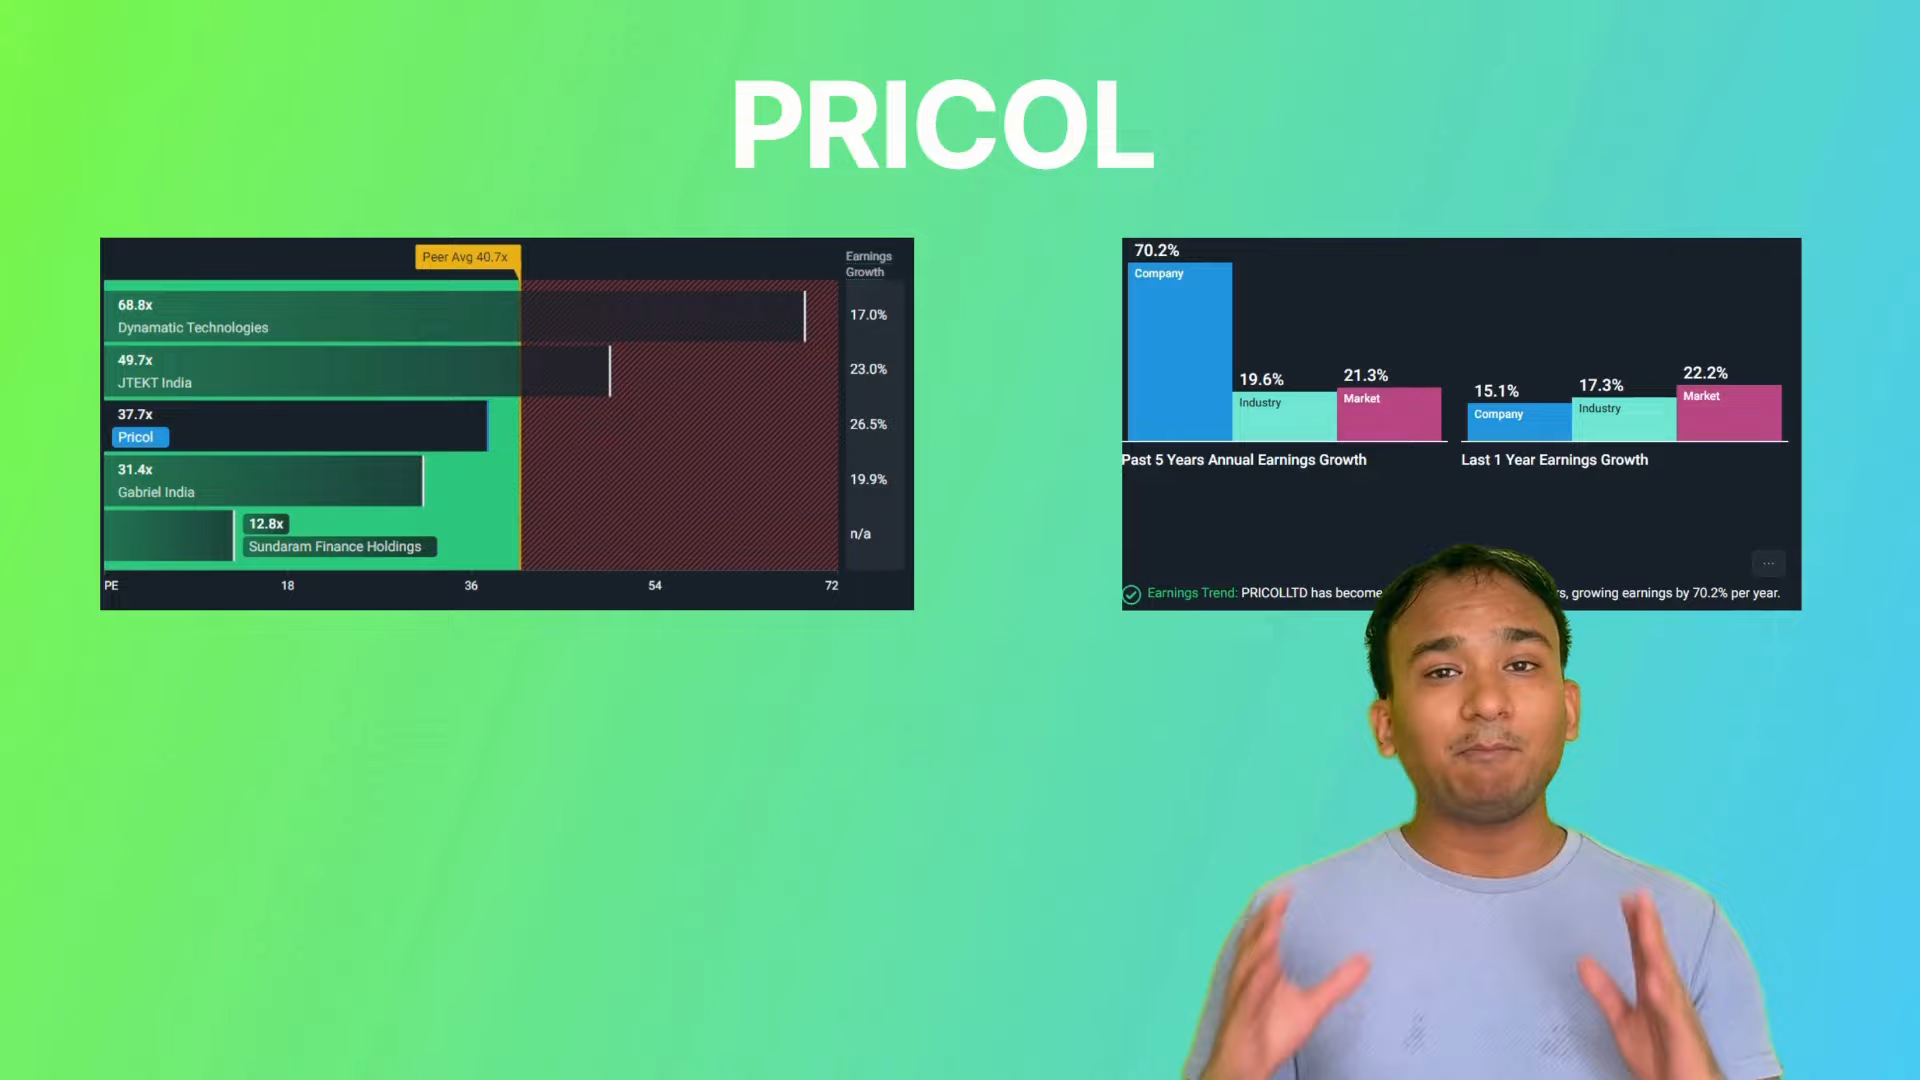 PRICOL
Peer Avg 40.7x
Earnings
Growth
68.8x
Dynamatic Technologies
17.0%
49.7x
JTEKT India
23.0%
37.7x
Pricol
26.5%
31.4x
Gabriel India
19.9%
12.8x
Sundaram Finance Holdings
n/a
PE 18 36 54 72
70.2%
Company
19.6%
Industry
21.3%
Market
15.1%
Company
17.3%
Industry
22.2%
Market
Past 5 Years Annual Earnings Growth
Last 1 Year Earnings Growth
...
Earnings Trend: PRICOLLTD has become , growing earnings by 70.2% per year.